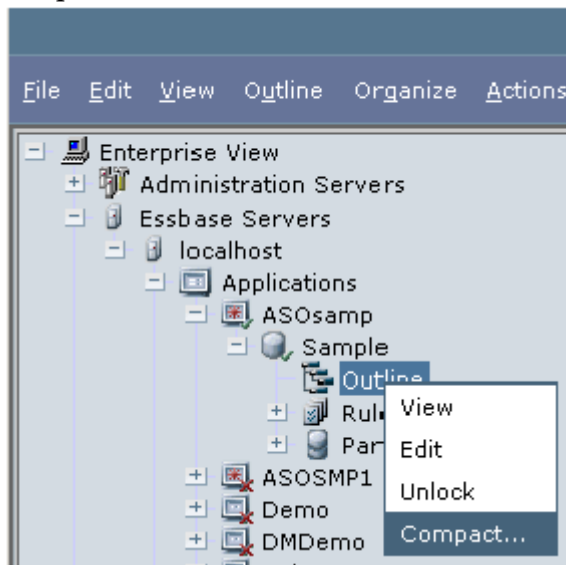 File Edit View Outline Organize Actions
Enterprise View
Administration Servers
Essbase Servers
localhost
Applications
ASOsamp
Sample
Outline
View
Edit
Unlock
Compact...
ASOSMP1
Demo
DMDemo